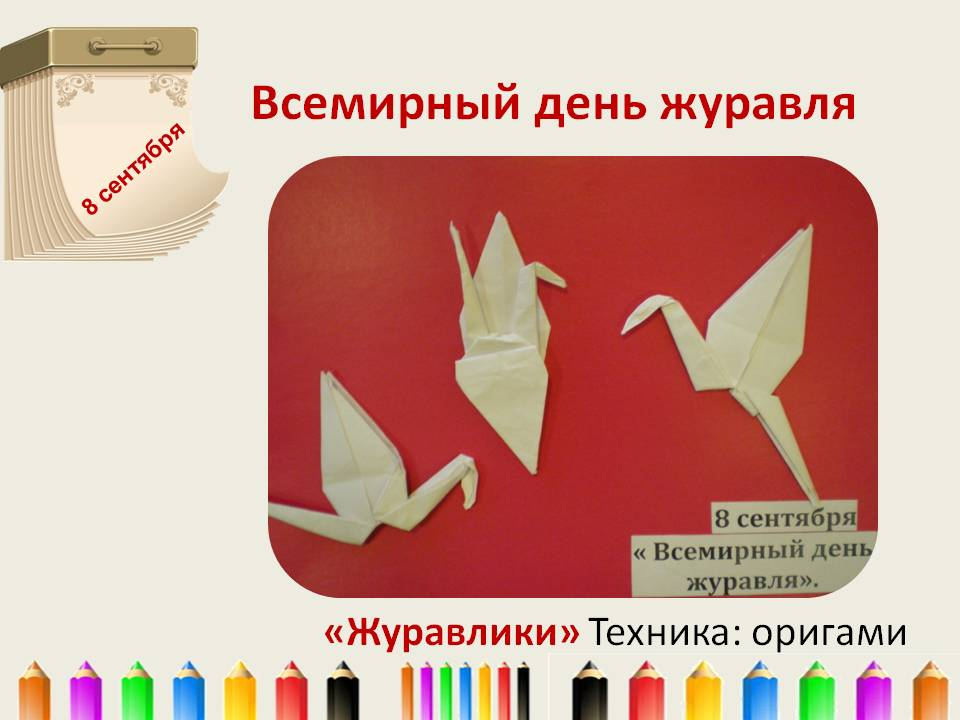 8 сентября
Всемирный день журавля
8 сентября
« Всемирный день
журавля».
«Журавлики» Техника: оригами